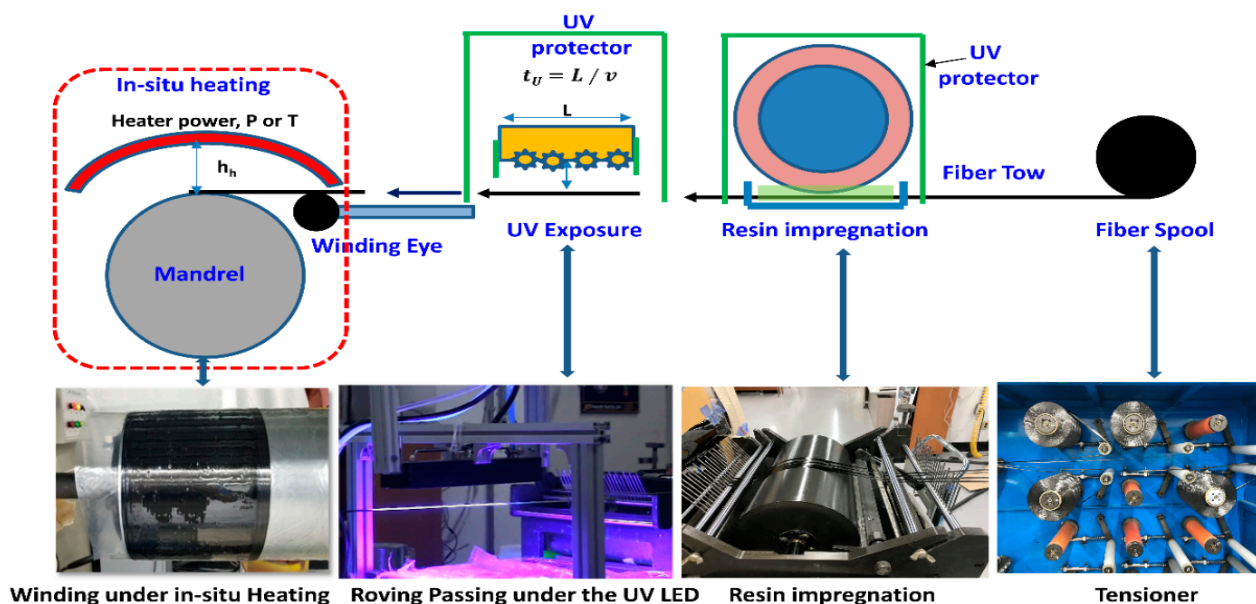 UV
protector
t_U = L / v
L
UV
protector
In-situ heating
Heater power, P or T
h_h
Fiber Tow
Winding Eye
UV Exposure
Resin impregnation
Fiber Spool
Mandrel
Winding under in-situ Heating
Roving Passing under the UV LED
Resin impregnation
Tensioner